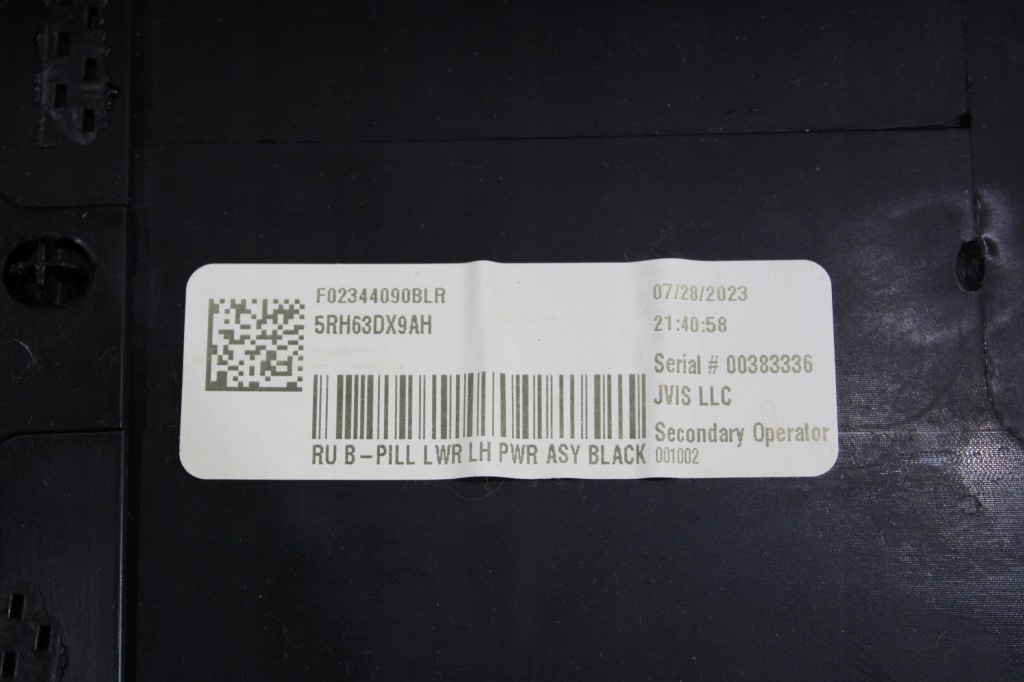 F02344090BLR
5RH63DX9AH
RU B-PILL LWR LH PWR ASY BLACK
07/28/2023
21:40:58
Serial # 00383336
JVIS LLC
Secondary Operator
001002